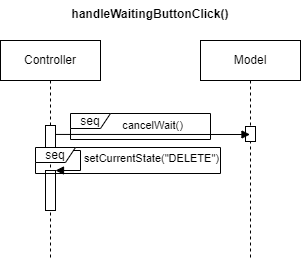 handleWaitingButtonClick()
Controller
Model
seq
cancelWait()
seq
setCurrentState("DELETE")